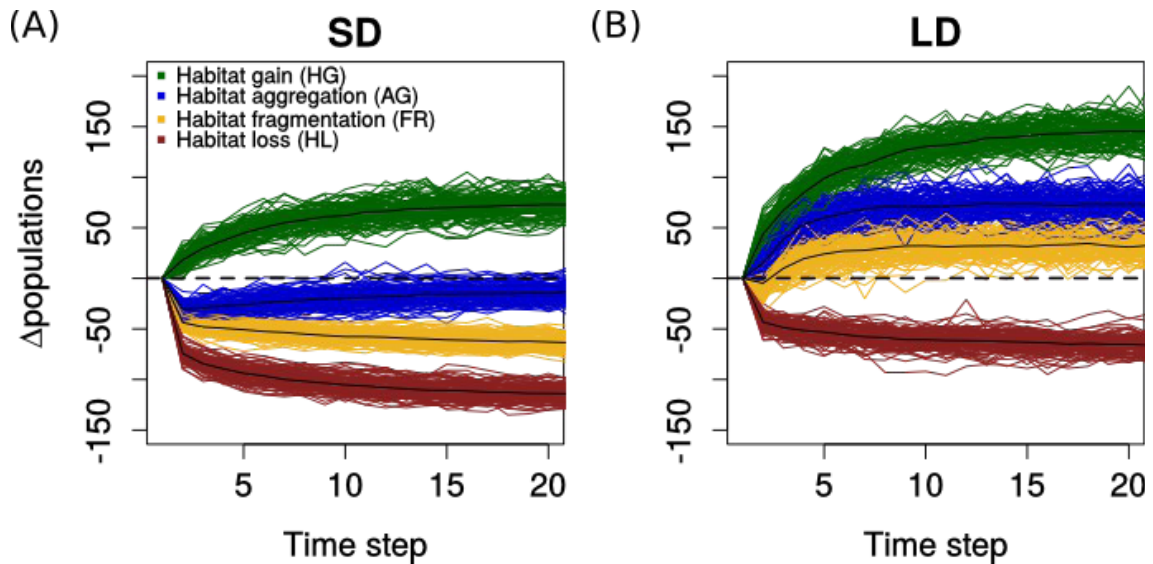 (A)
SD
Habitat gain (HG)
Habitat aggregation (AG)
Habitat fragmentation (FR)
Habitat loss (HL)
Δpopulations
150
50
-50
-150
5 10 15 20
Time step
(B)
LD
150
50
-50
-150
5 10 15 20
Time step